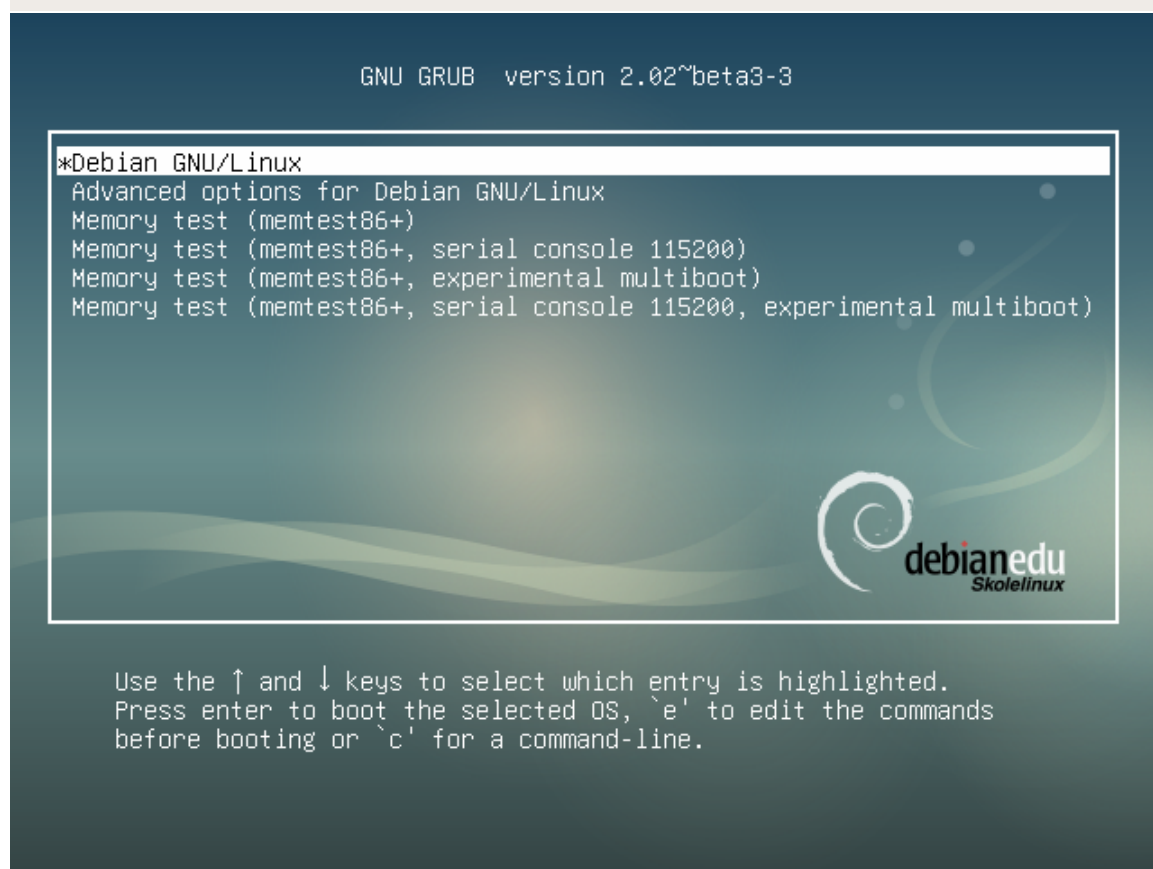 GNU GRUB  version 2.02~beta3-3
*Debian GNU/Linux
Advanced options for Debian GNU/Linux
Memory test (memtest86+)
Memory test (memtest86+, serial console 115200)
Memory test (memtest86+, experimental multiboot)
Memory test (memtest86+, serial console 115200, experimental multiboot)
debianedu
Skolelinux
Use the ↑ and ↓ keys to select which entry is highlighted.
Press enter to boot the selected OS, `e' to edit the commands
before booting or `c' for a command-line.